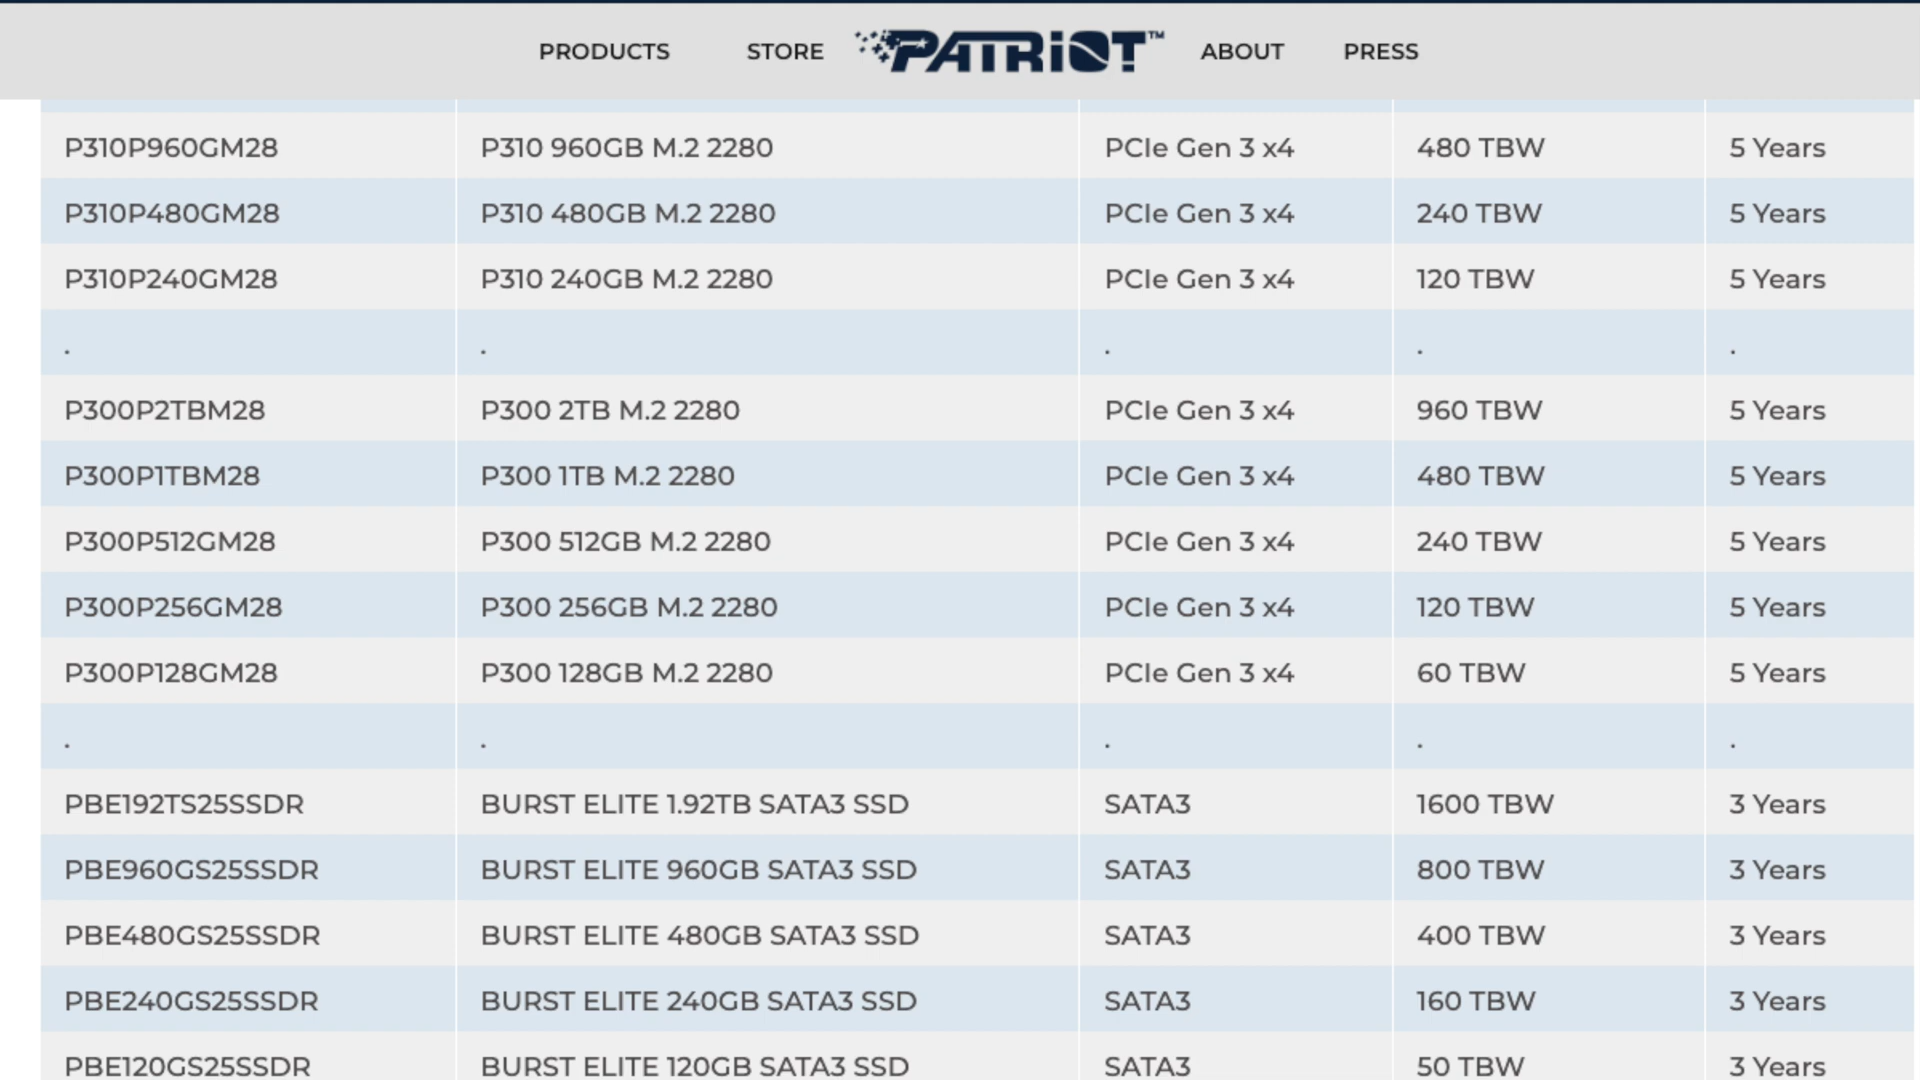 PRODUCTS STORE PATRIOT™ ABOUT PRESS
P310P960GM28 P310 960GB M.2 2280 PCIe Gen 3 x4 480 TBW 5 Years
P310P480GM28 P310 480GB M.2 2280 PCIe Gen 3 x4 240 TBW 5 Years
P310P240GM28 P310 240GB M.2 2280 PCIe Gen 3 x4 120 TBW 5 Years
. . . . .
P300P2TBM28 P300 2TB M.2 2280 PCIe Gen 3 x4 960 TBW 5 Years
P300P1TBM28 P300 1TB M.2 2280 PCIe Gen 3 x4 480 TBW 5 Years
P300P512GM28 P300 512GB M.2 2280 PCIe Gen 3 x4 240 TBW 5 Years
P300P256GM28 P300 256GB M.2 2280 PCIe Gen 3 x4 120 TBW 5 Years
P300P128GM28 P300 128GB M.2 2280 PCIe Gen 3 x4 60 TBW 5 Years
. . . . .
PBE192TS25SSDR BURST ELITE 1.92TB SATA3 SSD SATA3 1600 TBW 3 Years
PBE960GS25SSDR BURST ELITE 960GB SATA3 SSD SATA3 800 TBW 3 Years
PBE480GS25SSDR BURST ELITE 480GB SATA3 SSD SATA3 400 TBW 3 Years
PBE240GS25SSDR BURST ELITE 240GB SATA3 SSD SATA3 160 TBW 3 Years
PBE120GS25SSDR BURST ELITE 120GB SATA3 SSD SATA3 50 TBW 3 Years